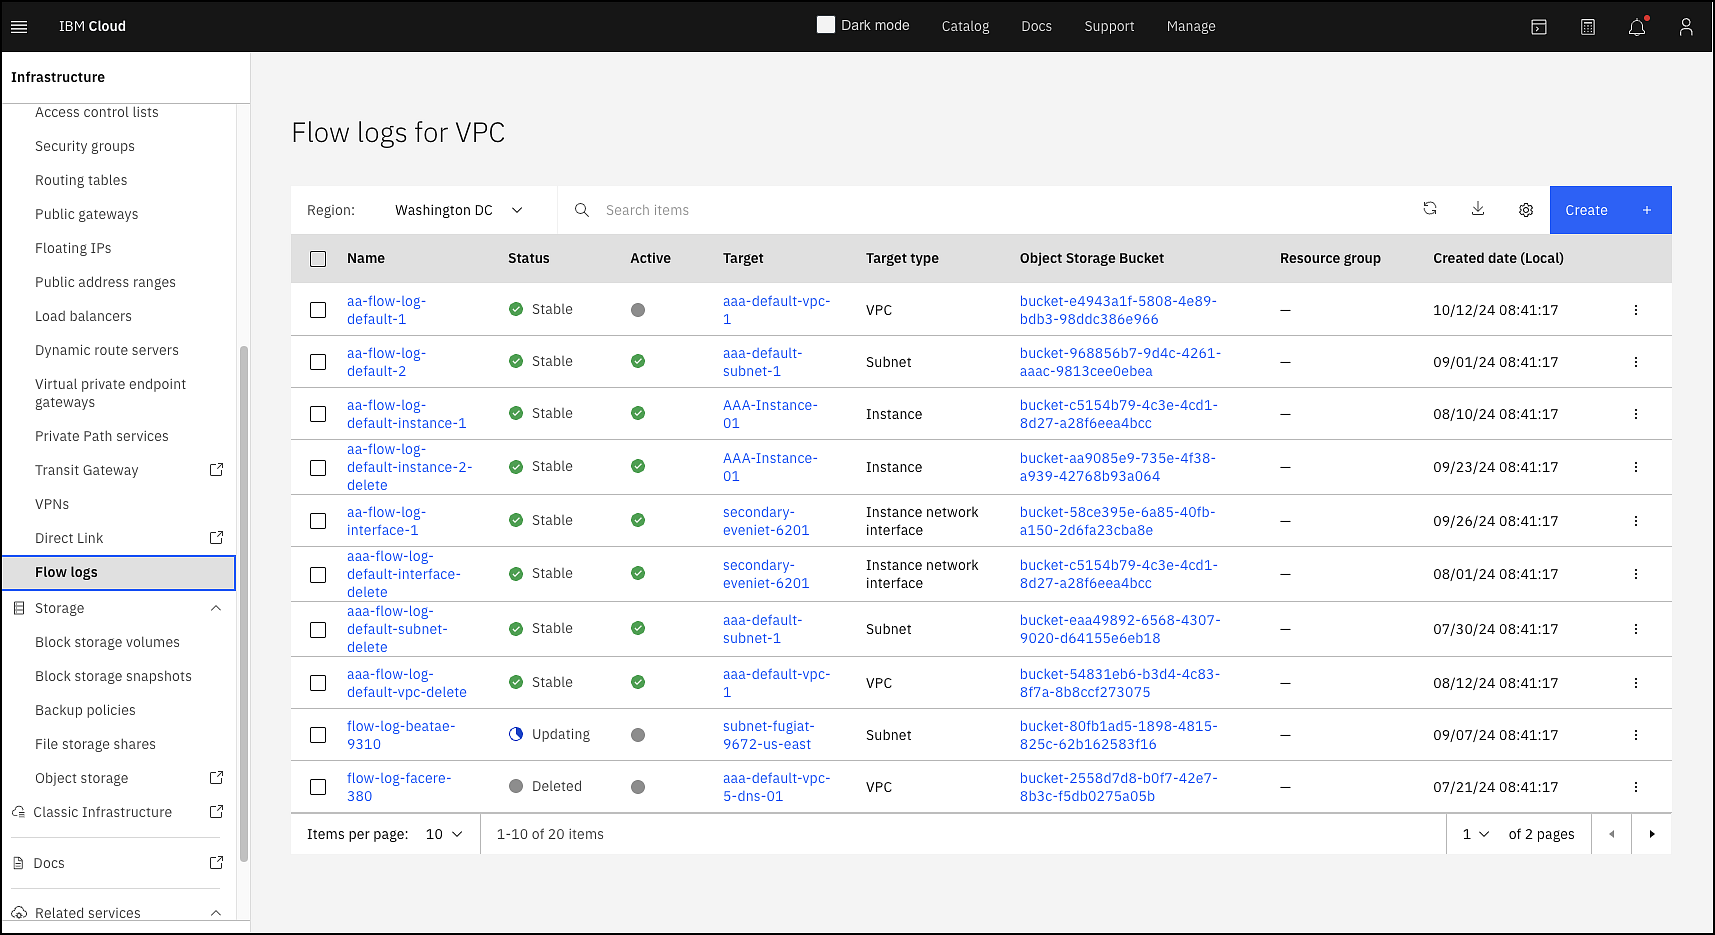 IBM Cloud
Dark mode
Catalog
Docs
Support
Manage
Infrastructure
Access control lists
Security groups
Routing tables
Public gateways
Floating IPs
Public address ranges
Load balancers
Dynamic route servers
Virtual private endpoint
gateways
Private Path services
Transit Gateway
VPNs
Direct Link
Flow logs
Storage
Block storage volumes
Block storage snapshots
Backup policies
File storage shares
Object storage
Classic Infrastructure
Docs
Related services
Flow logs for VPC
Region: Washington DC
Search items
Create +
Name Status Active Target Target type Object Storage Bucket Resource group Created date (Local)
aa-flow-log- Stable aaa-default-vpc- VPC bucket-e4943a1f-5808-4e89- — 10/12/24 08:41:17
default-1 1 bdb3-98ddc386e966
aa-flow-log- Stable aaa-default- Subnet bucket-968856b7-9d4c-4261- — 09/01/24 08:41:17
default-2 subnet-1 aaac-9813cee0ebea
aa-flow-log- Stable AAA-Instance- Instance bucket-c5154b79-4c3e-4cd1- — 08/10/24 08:41:17
default-instance-1 01 8d27-a28f6eea4bcc
aa-flow-log- Stable AAA-Instance- Instance bucket-aa9085e9-735e-4f38- — 09/23/24 08:41:17
default-instance-2- 01 a939-42768b93a064
delete
aa-flow-log- Stable secondary- Instance network bucket-58ce395e-6a85-40fb- — 09/26/24 08:41:17
interface-1 eveniet-6201 interface a150-2d6fa23cba8e
aaa-flow-log- Stable secondary- Instance network bucket-c5154b79-4c3e-4cd1- — 08/01/24 08:41:17
default-interface- eveniet-6201 interface 8d27-a28f6eea4bcc
delete
aaa-flow-log- Stable aaa-default- Subnet bucket-eaa49892-6568-4307- — 07/30/24 08:41:17
default-subnet- subnet-1 9020-d64155e6eb18
delete
aaa-flow-log- Stable aaa-default-vpc- VPC bucket-54831eb6-b3d4-4c83- — 08/12/24 08:41:17
default-vpc-delete 1 8f7a-8b8ccf273075
flow-log-beatae- Updating subnet-fugiat- Subnet bucket-80fb1ad5-1898-4815- — 09/07/24 08:41:17
9310 9672-us-east 825c-62b162583f16
flow-log-facere- Deleted aaa-default-vpc- VPC bucket-2558d7d8-b0f7-42e7- — 07/21/24 08:41:17
380 5-dns-01 8b3c-f5db0275a05b
Items per page: 10 1-10 of 20 items 1 of 2 pages